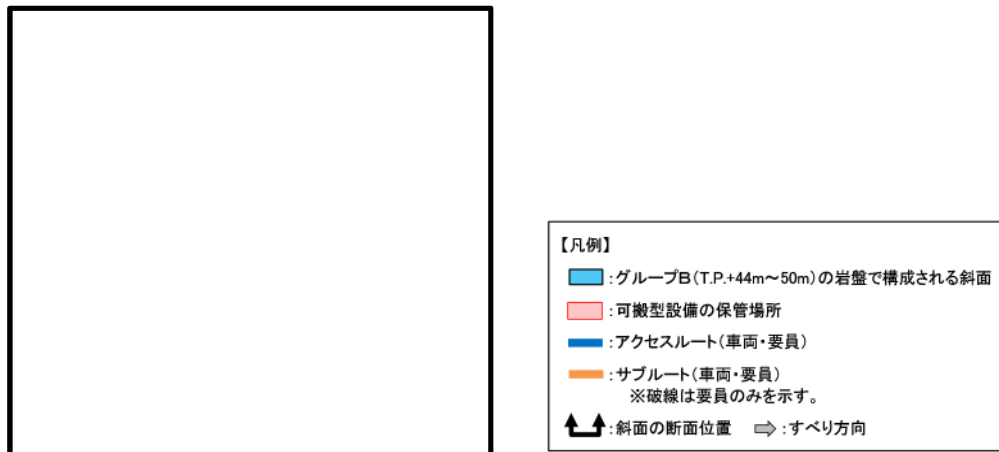 【凡例】
:グループB(T.P.+44m～50m)の岩盤で構成される斜面
:可搬型設備の保管場所
:アクセスルート(車両・要員)
:サブルート(車両・要員)
※破線は要員のみを示す。
:斜面の断面位置 :すべり方向